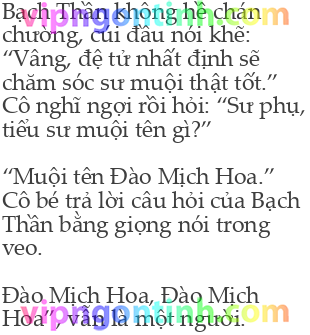 Bạch Thần không hề chán
chường, cúi đầu nói khẽ:
“Vâng, đệ tử nhất định sẽ
chăm sóc sư muội thật tốt.”
Cô nghĩ ngợi rồi hỏi: “Sư phụ,
tiểu sư muội tên gì?”
“Muội tên Đào Mịch Hoa.”
Cô bé trả lời câu hỏi của Bạch
Thần bằng giọng nói trong
veo.
Đào Mịch Hoa, Đào Mịch
Hoa”, vẫn là một người.
vipngontinh.com
vipngontinh.com